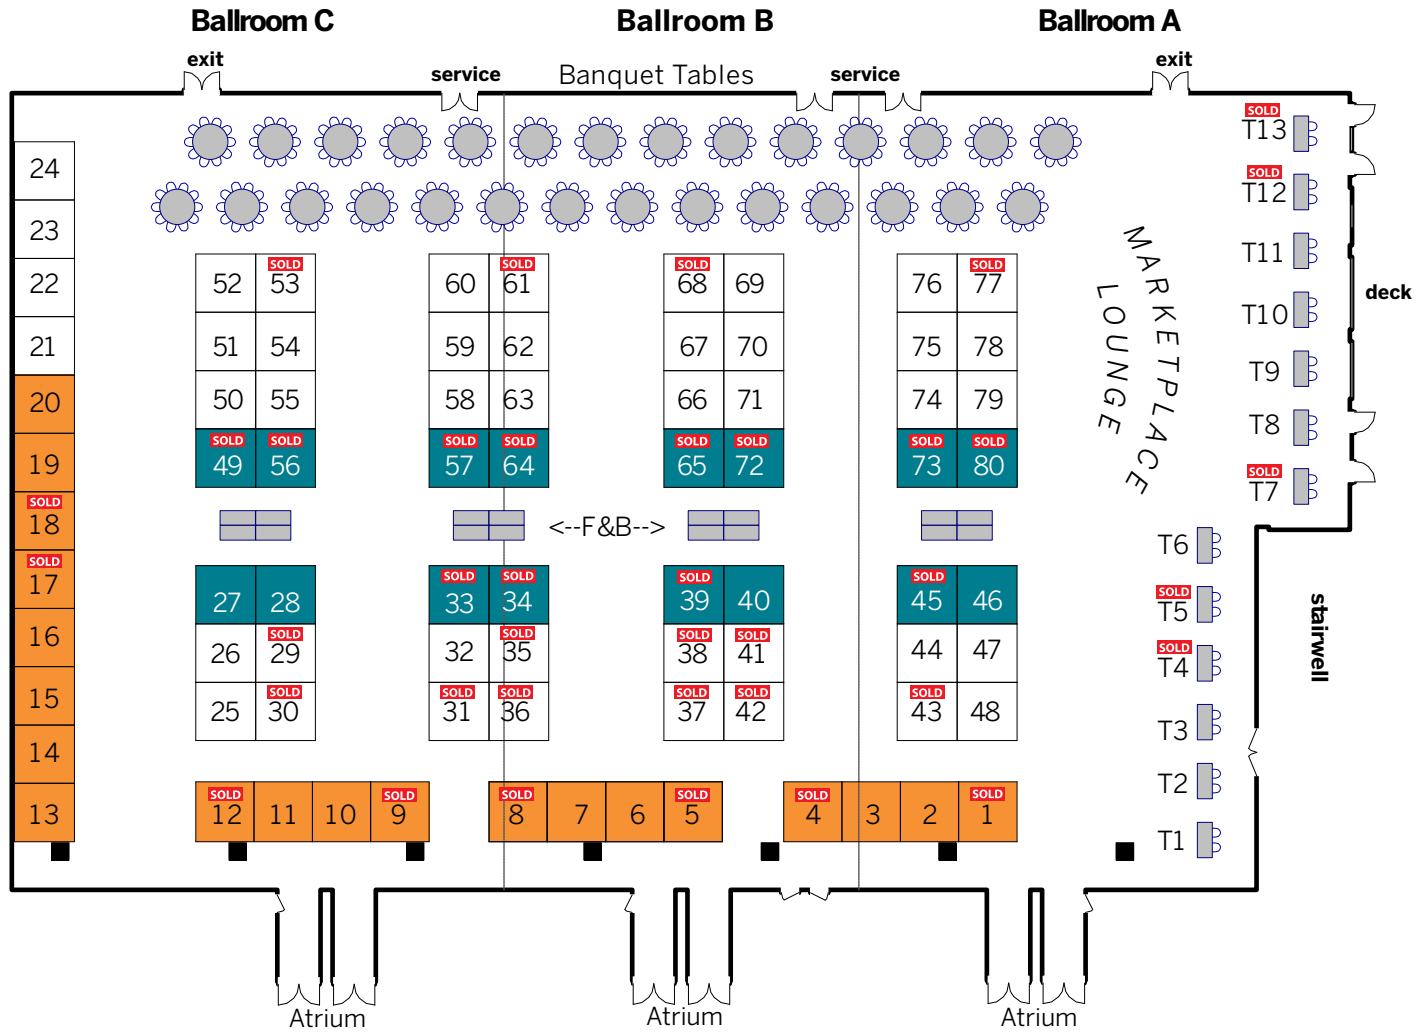 Ballroom C Ballroom B Ballroom A
exit service Banquet Tables service exit
SOLD
T13
SOLD
T12
T11
T10
T9
T8
SOLD
T7
deck
MARKETPLACE
LOUNGE
24
23
22
21
20
19
SOLD
18
SOLD
17
16
15
14
13
SOLD
52 53
51 54
50 55
SOLD SOLD
49 56
SOLD
60 61
59 62
58 63
SOLD SOLD
57 64
SOLD
68 69
67 70
66 71
SOLD SOLD
65 72
SOLD
76 77
75 78
74 79
SOLD SOLD
73 80
<--F&B-->
27 28
SOLD
26 29
SOLD
25 30
SOLD SOLD
33 34
SOLD
32 35
SOLD SOLD
31 36
SOLD
39 40
SOLD SOLD
38 41
SOLD SOLD
37 42
SOLD
45 46
44 47
SOLD
43 48
T6
SOLD
T5
SOLD
T4
T3
T2
T1
stairwell
SOLD SOLD
12 11 10 9
SOLD SOLD
8 7 6 5
SOLD SOLD
4 3 2 1
Atrium Atrium Atrium